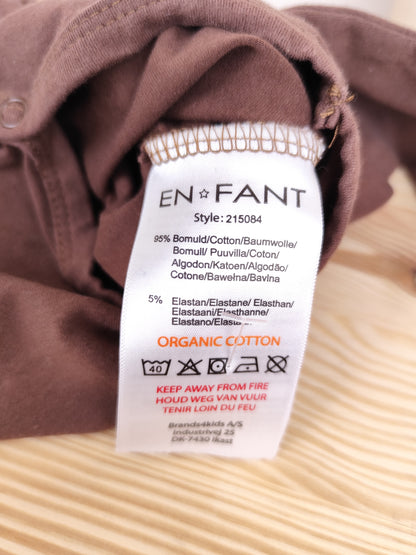 EN☆FANT
Style: 215084
95% Bomuld/Cotton/Baumwolle/
Bomull/ Puuvilla/Coton/
Algodon/Katoen/Algodão/
Cotone/Bawełna/Bavlna
5% Elastan/Elastane/ Elasthan/
Elastaani/Elasthanne/
Elastano/
ORGANIC COTTON
40
KEEP AWAY FROM FIRE
HOUD WEG VAN VUUR
TENIR LOIN DU FEU
Brands4kids A/S
Industrivej 25
DK-7430 Ikast